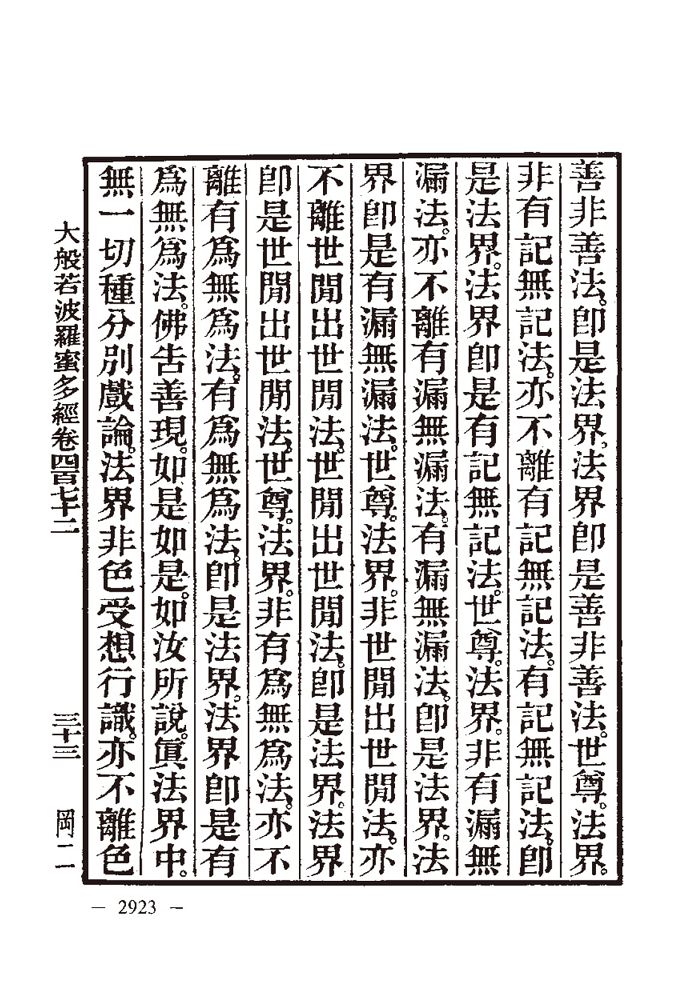 善非善法。卽是法界。法界卽是善非善法。世尊。法界。
非有記無記法。亦不離有記無記法。有記無記法。卽
是法界。法界卽是有記無記法。世尊。法界。非有漏無
漏法。亦不離有漏無漏法。有漏無漏法。卽是法界。法
界卽是有漏無漏法。世尊。法界。非世閒出世閒法。亦
不離世閒出世閒法。世閒出世閒法。卽是法界。法界
卽是世閒出世閒法。世尊。法界。非有爲無爲法。亦不
離有爲無爲法。有爲無爲法。卽是法界。法界卽是有
爲無爲法。佛告善現。如是如是。如汝所說。眞法界中。
無一切種分別戲論。法界非色受想行識。亦不離色
大般若波羅蜜多經卷四百七十二 三十三 岡二
— 2923 —